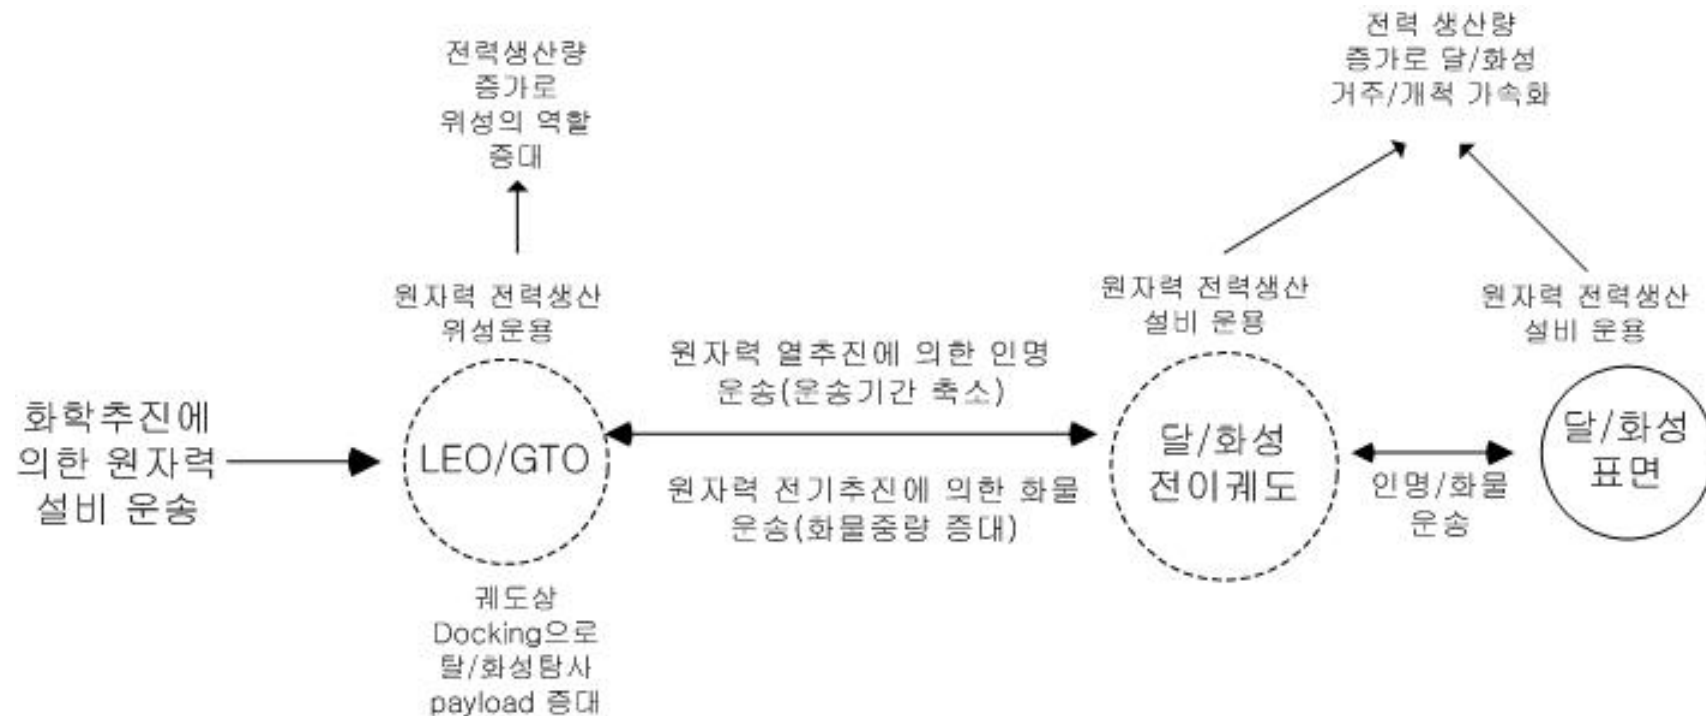 전력생산량
증가로
위성의 역할
증대
전력 생산량
증가로 달/화성
거주/개척 가속화
원자력 전력생산
위성운용
원자력 전력생산
설비 운용
원자력 전력생산
설비 운용
화학추진에
의한 원자력
설비 운송
LEO/GTO
원자력 열추진에 의한 인명
운송(운송기간 축소)
원자력 전기추진에 의한 화물
운송(화물중량 증대)
달/화성
전이궤도
인명/화물
운송
달/화성
표면
궤도상
Docking으로
탈/화성탐사
payload 증대